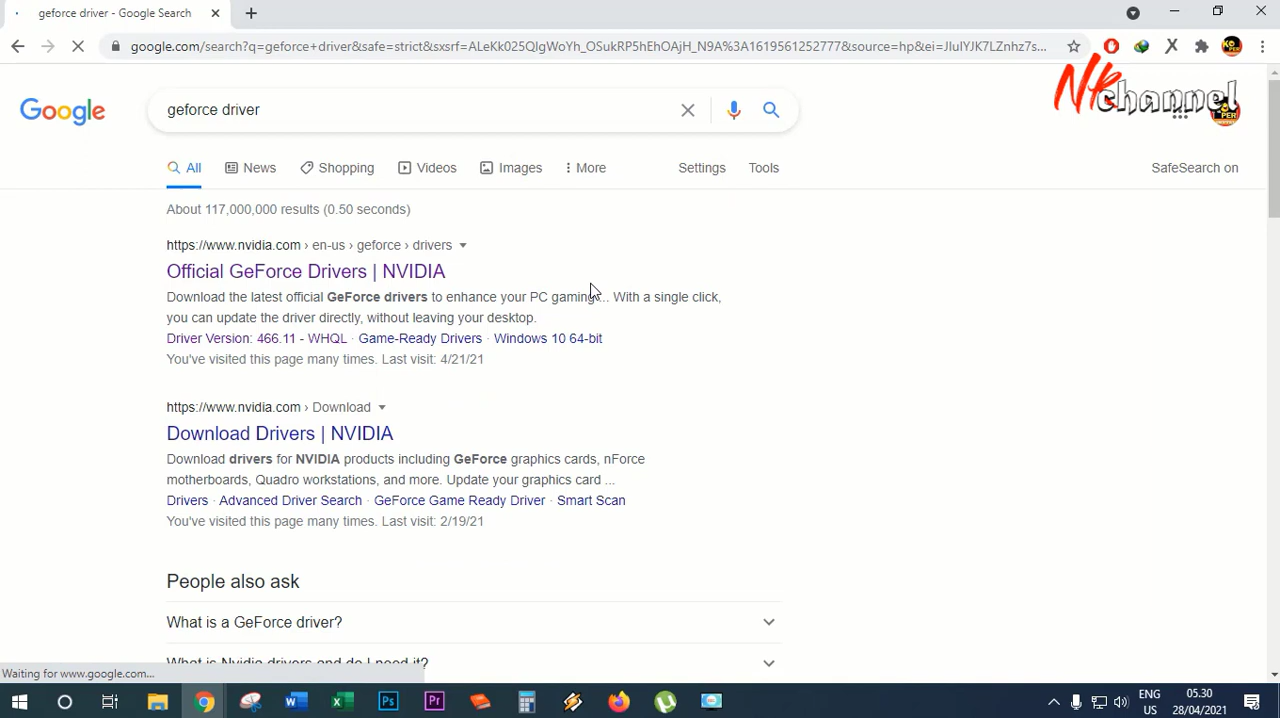 geforce driver - Google Search
google.com/search?q=geforce+driver&safe=strict&sxsrf=ALeKk025QIgWoYh_OSukRP5hEhOAjH_N9A%3A1619561252777&source=hp&ei=JIuIYJK7LZnhz7s...
Nk channel
Google
geforce driver
All News Shopping Videos Images More Settings Tools SafeSearch on
About 117,000,000 results (0.50 seconds)
https://www.nvidia.com › en-us › geforce › drivers
Official GeForce Drivers | NVIDIA
Download the latest official GeForce drivers to enhance your PC gaming... With a single click,
you can update the driver directly, without leaving your desktop.
Driver Version: 466.11 - WHQL · Game-Ready Drivers · Windows 10 64-bit
You've visited this page many times. Last visit: 4/21/21
https://www.nvidia.com › Download
Download Drivers | NVIDIA
Download drivers for NVIDIA products including GeForce graphics cards, nForce
motherboards, Quadro workstations, and more. Update your graphics card ...
Drivers · Advanced Driver Search · GeForce Game Ready Driver · Smart Scan
You've visited this page many times. Last visit: 2/19/21
People also ask
What is a GeForce driver?
What is Nvidia drivers and do I need it?
Waiting for www.google.com...
ENG 05.30
US 28/04/2021